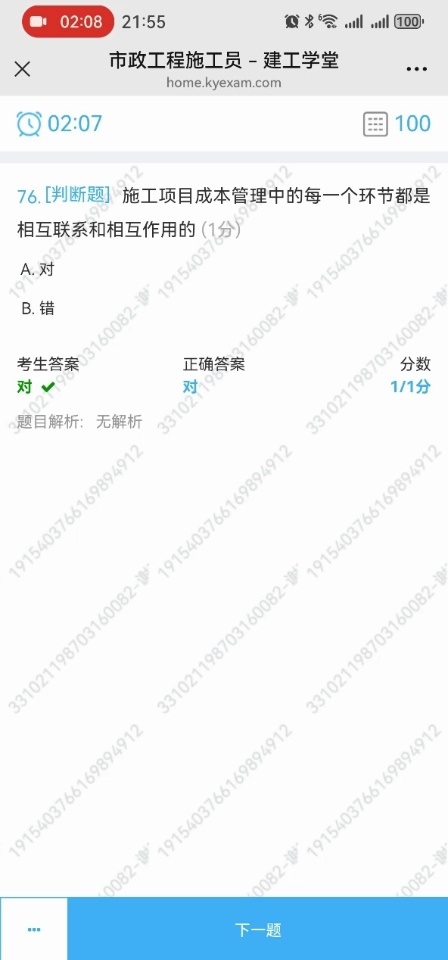 02:08 21:55 6 100
市政工程施工员 – 建工学堂
home.kyexam.com
02:07 100
76.[判断题] 施工项目成本管理中的每一个环节都是
相互联系和相互作用的 (1分)
A. 对
B. 错
考生答案 正确答案 分数
对 对 1/1分
题目解析: 无解析
1915403766169894912
331021198703160082-谢
下一题